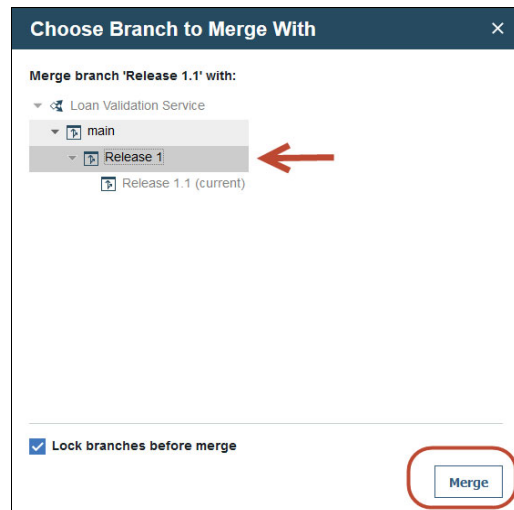 Choose Branch to Merge With
Merge branch 'Release 1.1' with:
Loan Validation Service
main
Release 1
Release 1.1 (current)
Lock branches before merge
Merge